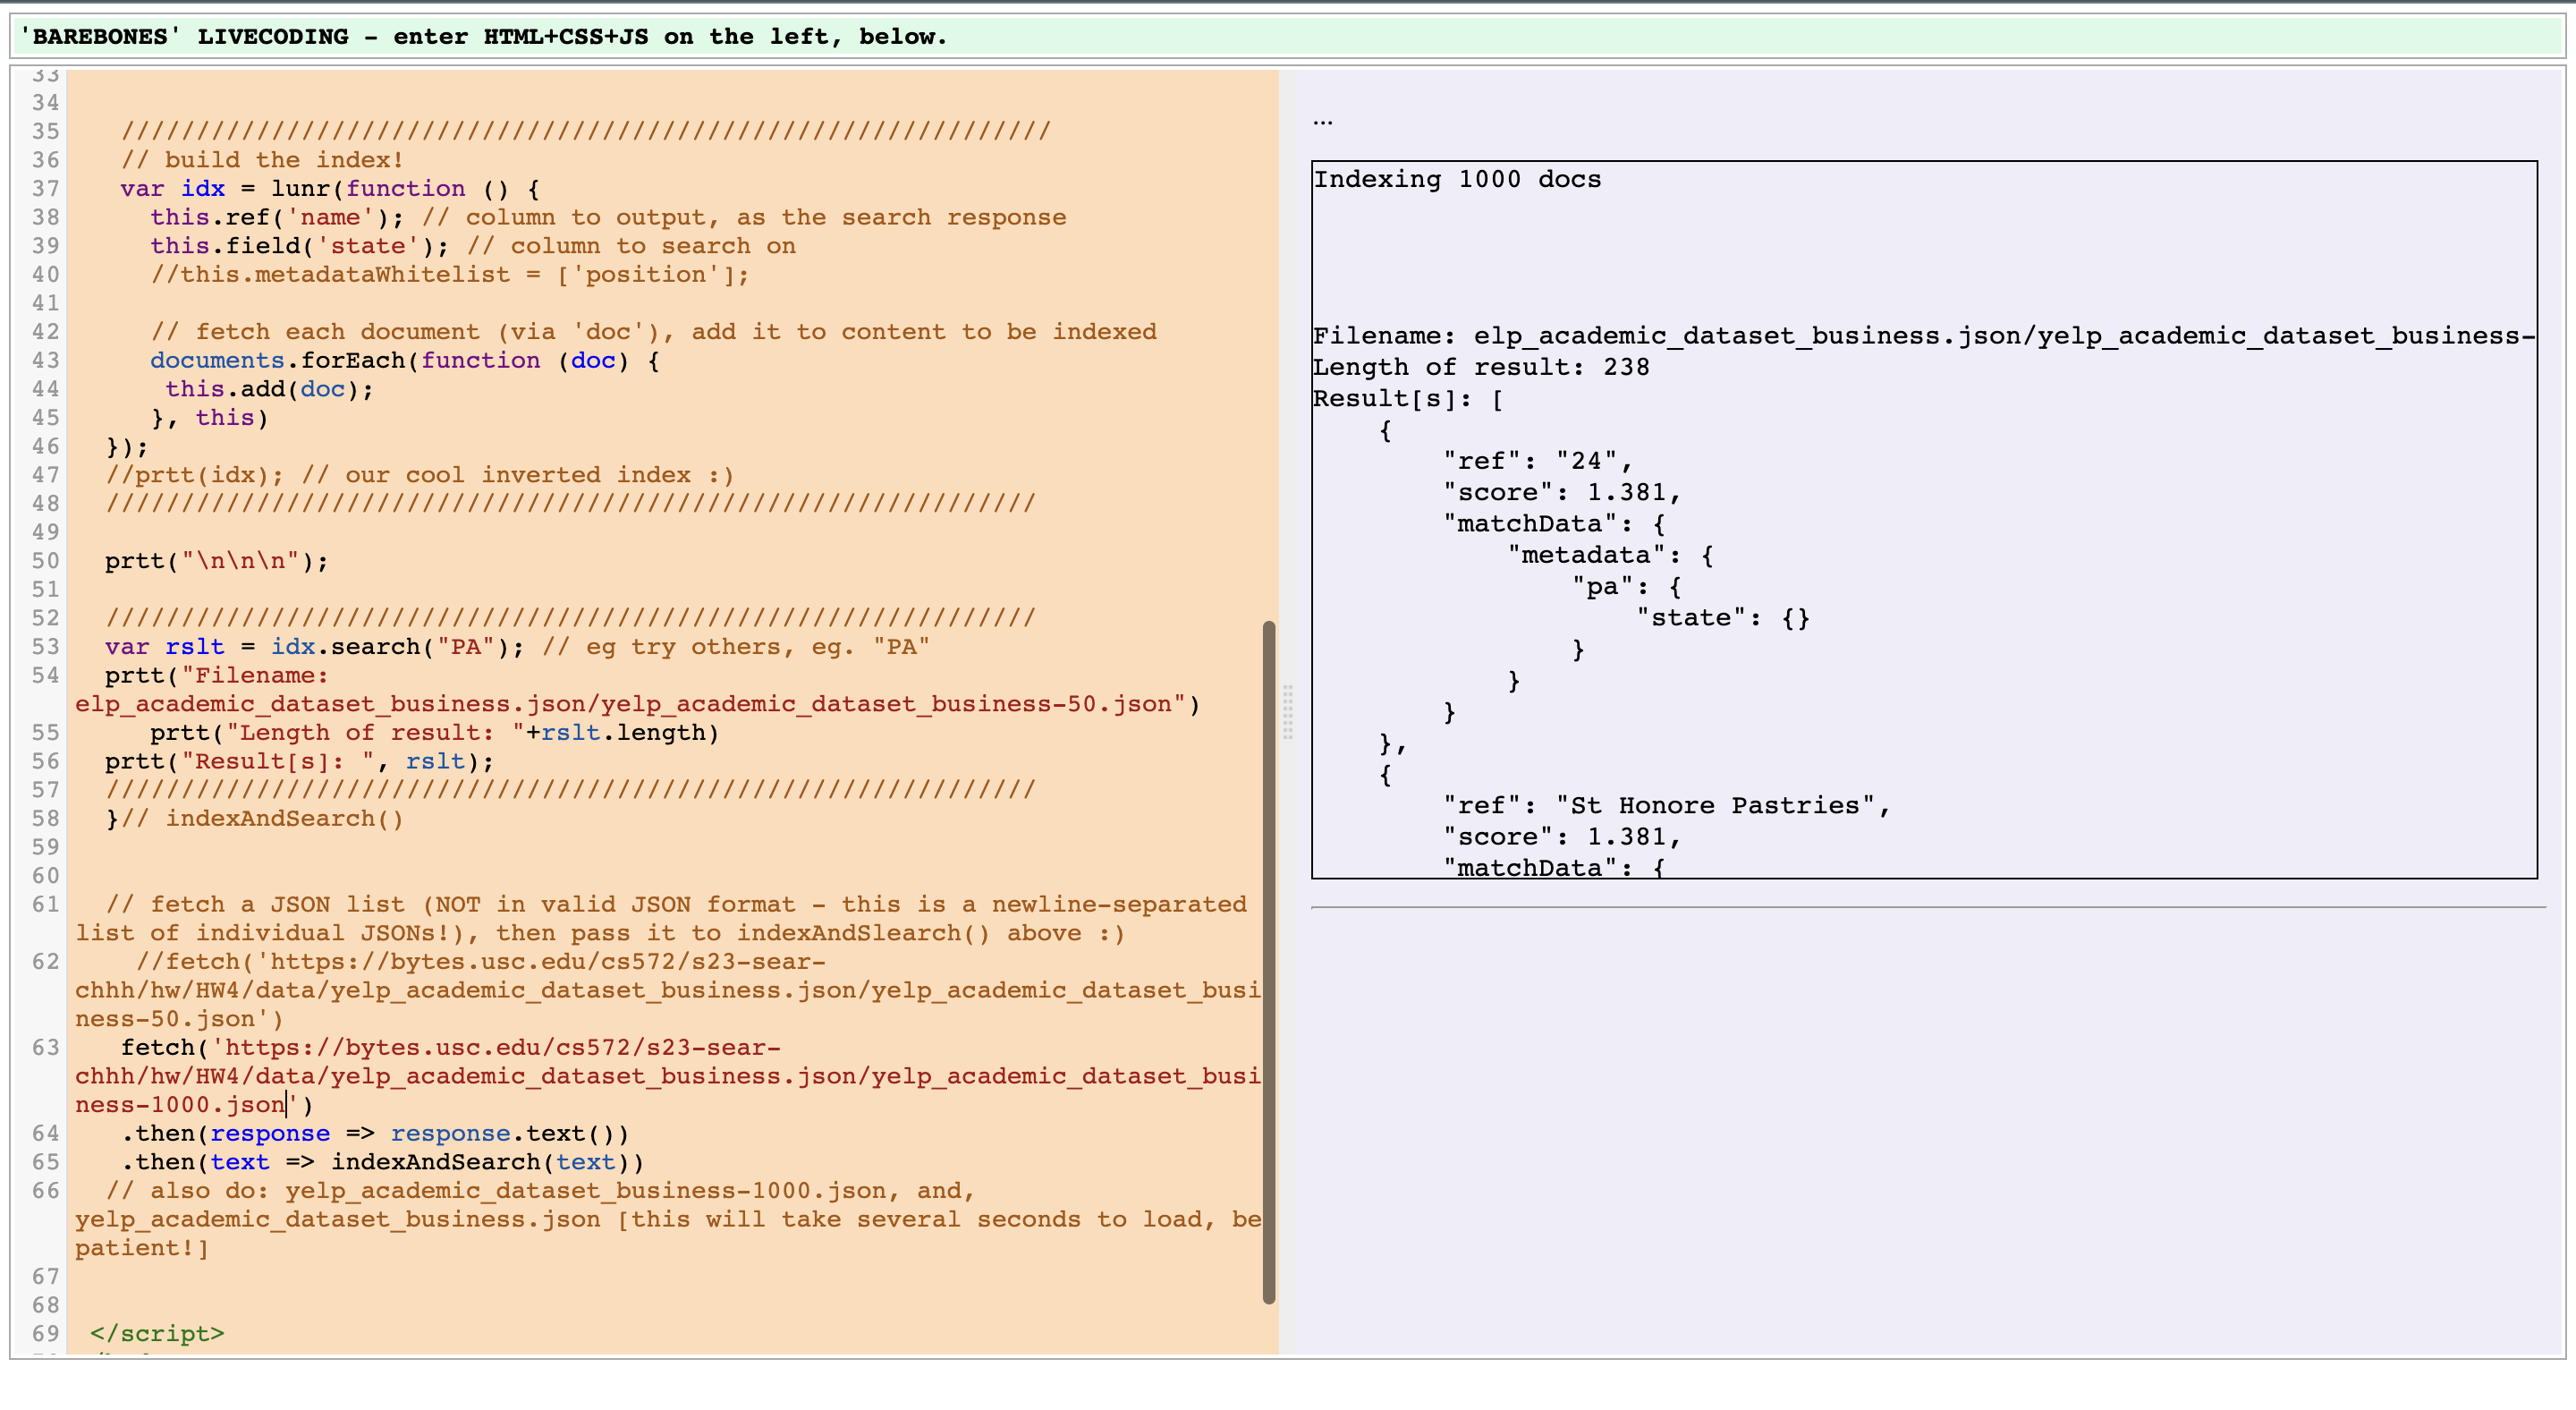 'BAREBONES' LIVECODING - enter HTML+CSS+JS on the left, below.
33
34
35 //////////////////////////////////////////////////////////////
36 // build the index!
37 var idx = lunr(function () {
38 this.ref('name'); // column to output, as the search response
39 this.field('state'); // column to search on
40 //this.metadataWhitelist = ['position'];
41
42 // fetch each document (via 'doc'), add it to content to be indexed
43 documents.forEach(function (doc) {
44 this.add(doc);
45 }, this)
46 });
47 //prtt(idx); // our cool inverted index :)
48 //////////////////////////////////////////////////////////////
49
50 prtt("\n\n\n");
51
52 //////////////////////////////////////////////////////////////
53 var rslt = idx.search("PA"); // eg try others, eg. "PA"
54 prtt("Filename:
elp_academic_dataset_business.json/yelp_academic_dataset_business-50.json")
55 prtt("Length of result: "+rslt.length)
56 prtt("Result[s]: ", rslt);
57 //////////////////////////////////////////////////////////////
58 }// indexAndSearch()
59
60
61 // fetch a JSON list (NOT in valid JSON format - this is a newline-separated
list of individual JSONs!), then pass it to indexAndSlearch() above :)
62 //fetch('https://bytes.usc.edu/cs572/s23-sear-
chhh/hw/HW4/data/yelp_academic_dataset_business.json/yelp_academic_dataset_busi
ness-50.json')
63 fetch('https://bytes.usc.edu/cs572/s23-sear-
chhh/hw/HW4/data/yelp_academic_dataset_business.json/yelp_academic_dataset_busi
ness-1000.json')
64 .then(response => response.text())
65 .then(text => indexAndSearch(text))
66 // also do: yelp_academic_dataset_business-1000.json, and,
yelp_academic_dataset_business.json [this will take several seconds to load, be
patient!]
67
68
69 </script>
...
Indexing 1000 docs
Filename: elp_academic_dataset_business.json/yelp_academic_dataset_business-
Length of result: 238
Result[s]: [
{
"ref": "24",
"score": 1.381,
"matchData": {
"metadata": {
"pa": {
"state": {}
}
}
}
},
{
"ref": "St Honore Pastries",
"score": 1.381,
"matchData": {